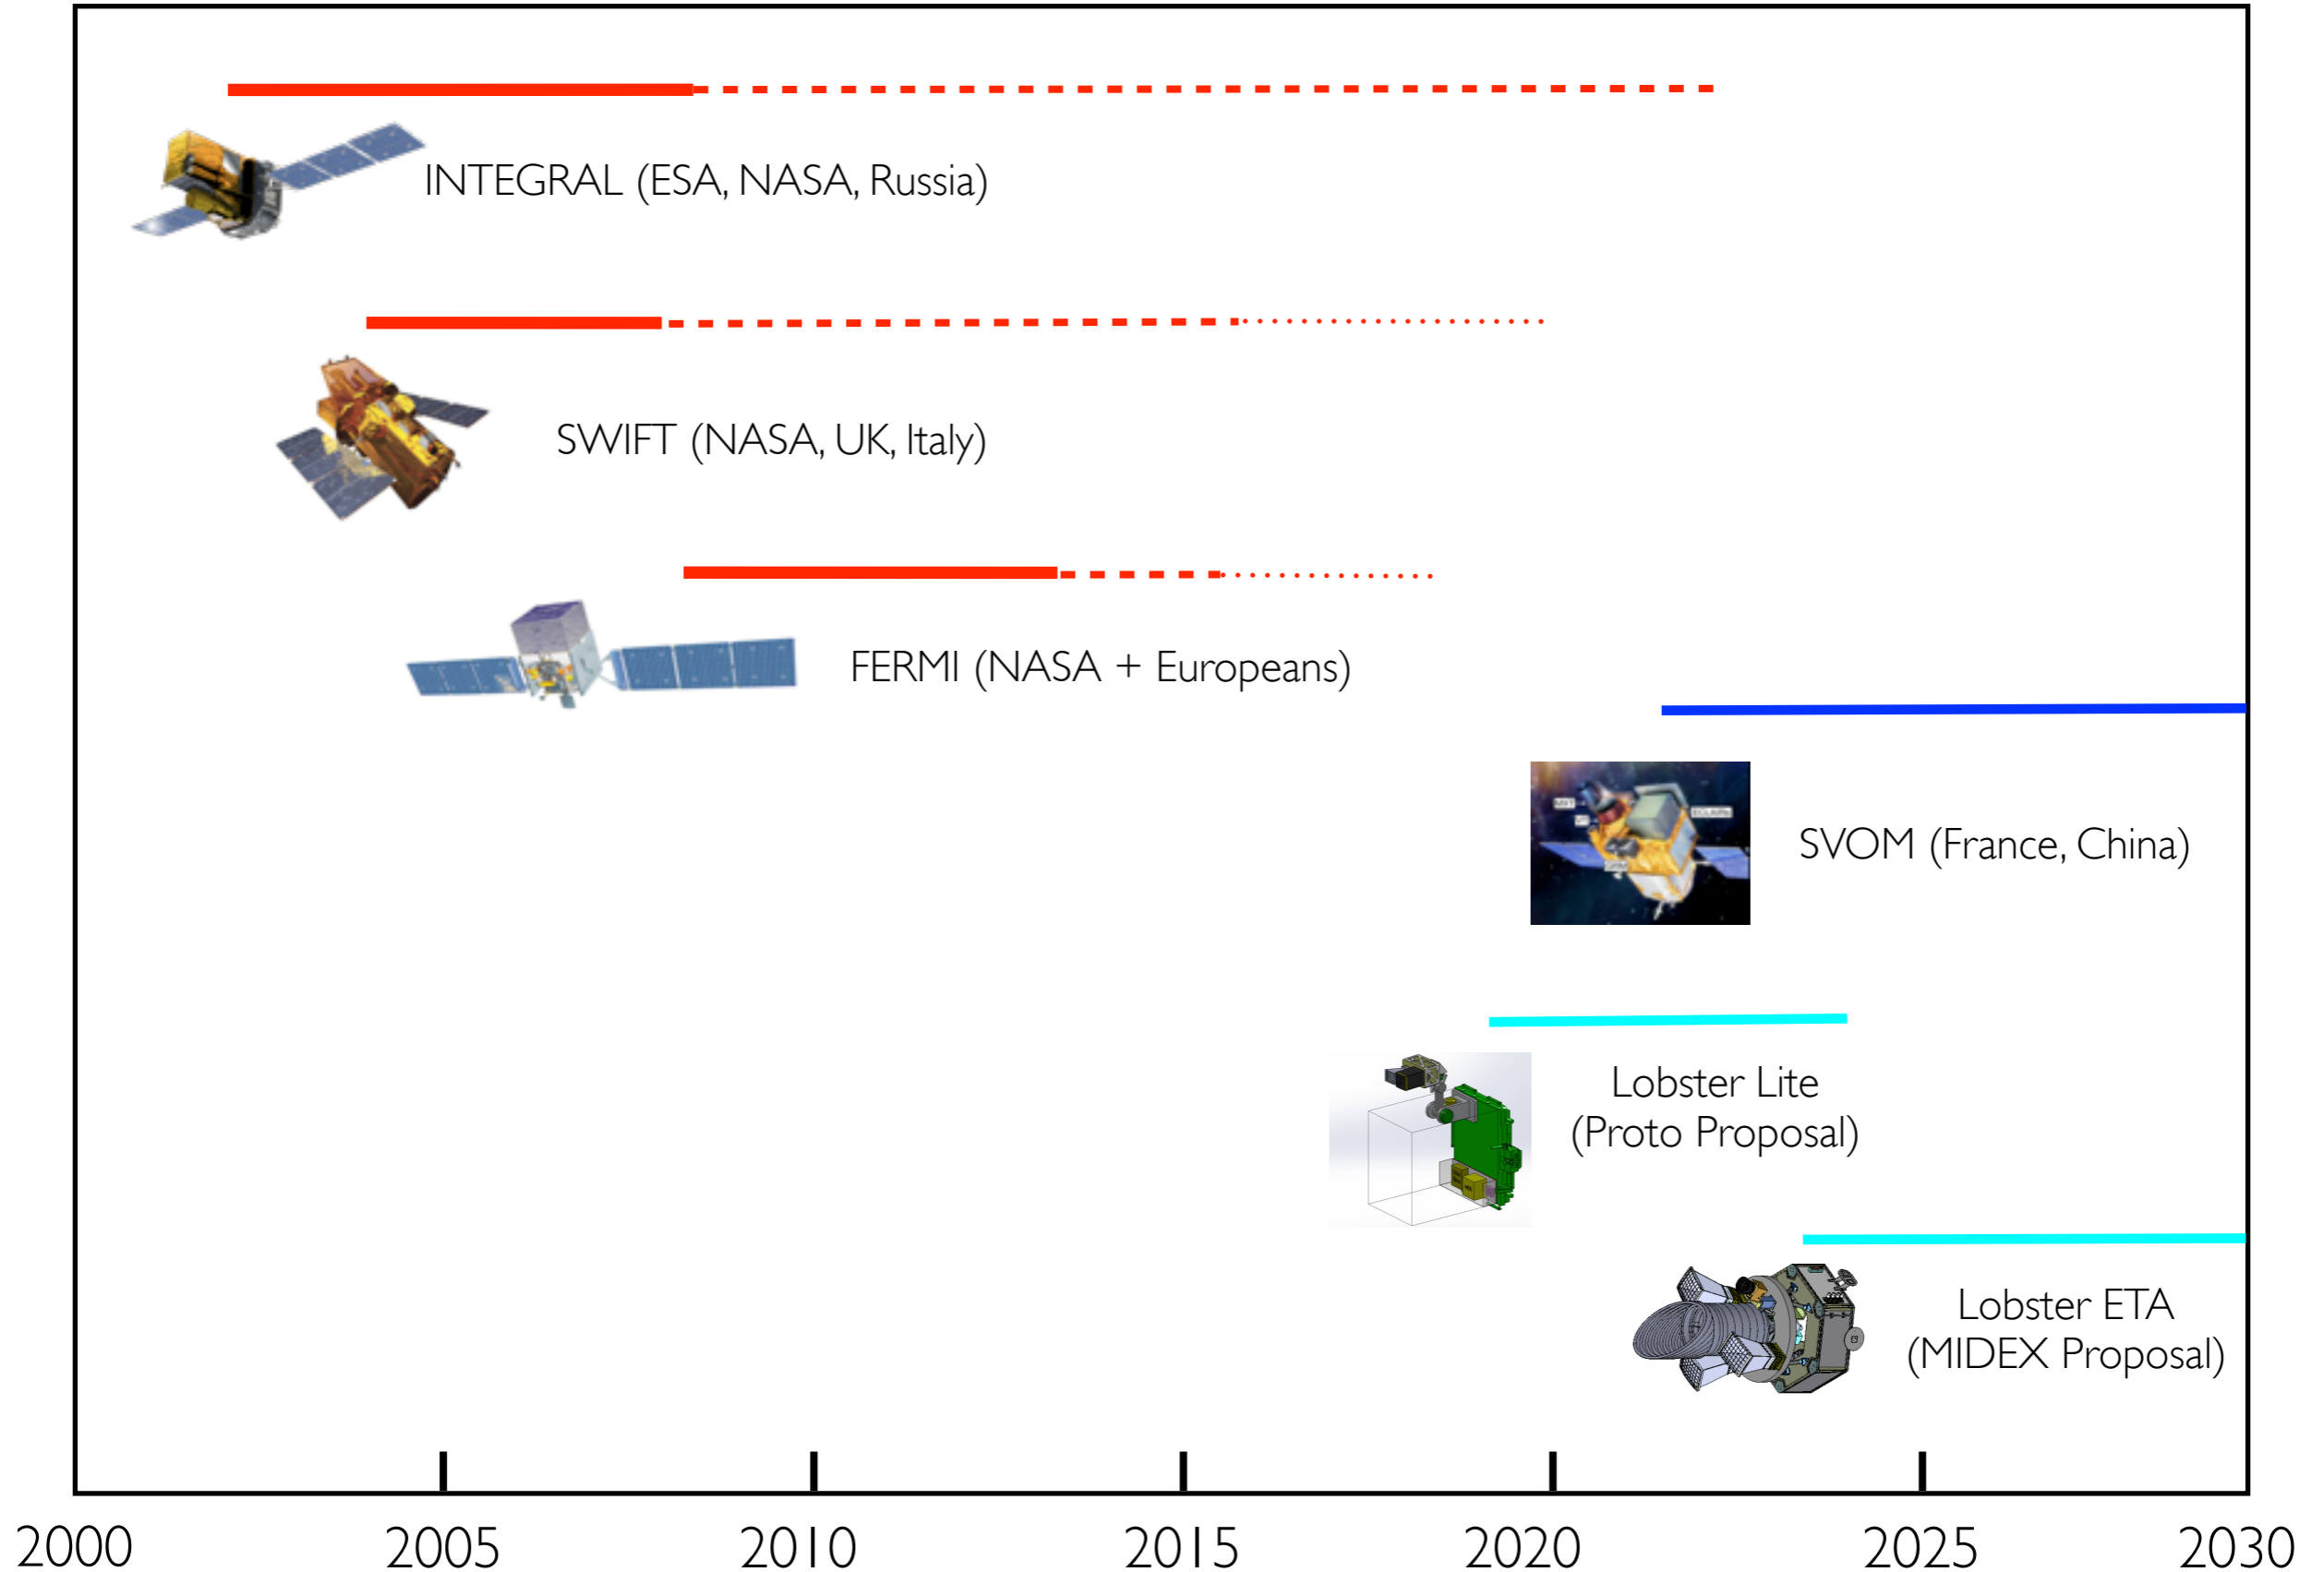 INTEGRAL (ESA, NASA, Russia)
SWIFT (NASA, UK, Italy)
FERMI (NASA + Europeans)
SVOM (France, China)
Lobster Lite
(Proto Proposal)
Lobster ETA
(MIDEX Proposal)
2000 2005 2010 2015 2020 2025 2030